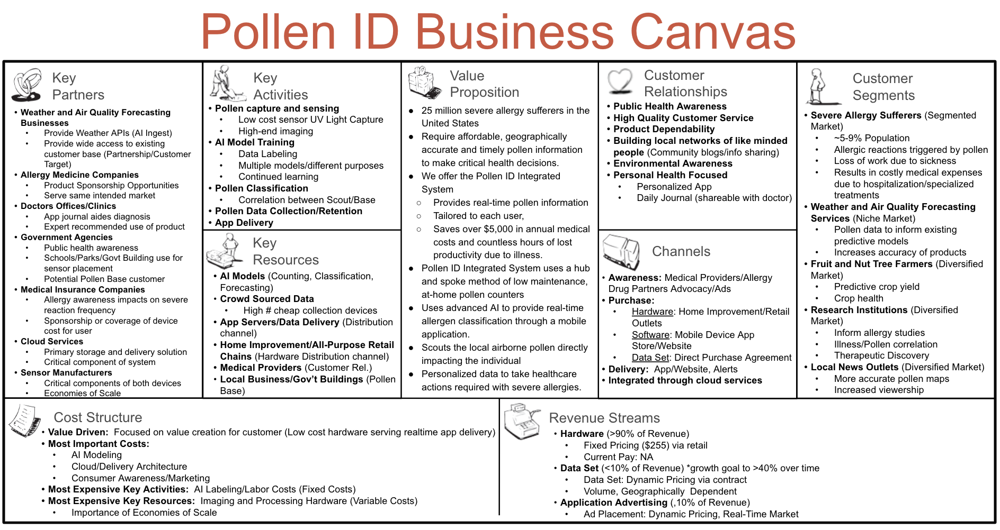 Pollen ID Business Canvas
Key
Partners
• Weather and Air Quality Forecasting
Businesses
• Provide Weather APIs (AI Ingest)
• Provide wide access to existing
customer base (Partnership/Customer
Target)
• Allergy Medicine Companies
• Product Sponsorship Opportunities
• Serve same intended market
• Doctors Offices/Clinics
• App journal aides diagnosis
• Expert recommended use of product
• Government Agencies
• Public health awareness
• Schools/Parks/Govt Building use for
sensor placement
• Potential Pollen Base customer
• Medical Insurance Companies
• Allergy awareness impacts on severe
reaction frequency
• Sponsorship or coverage of device
cost for user
• Cloud Services
• Primary storage and delivery solution
• Critical component of system
• Sensor Manufacturers
• Critical components of both devices
• Economies of Scale
Key
Activities
• Pollen capture and sensing
• Low cost sensor UV Light Capture
• High-end imaging
• AI Model Training
• Data Labeling
• Multiple models/different purposes
• Continued learning
• Pollen Classification
• Correlation between Scout/Base
• Pollen Data Collection/Retention
• App Delivery
Key
Resources
• AI Models (Counting, Classification,
Forecasting)
• Crowd Sourced Data
• High # cheap collection devices
• App Servers/Data Delivery (Distribution
channel)
• Home Improvement/All-Purpose Retail
Chains (Hardware Distribution channel)
• Medical Providers (Customer Rel.)
• Local Business/Gov’t Buildings (Pollen
Base)
Value
Proposition
● 25 million severe allergy sufferers in the
United States
● Require affordable, geographically
accurate and timely pollen information
to make critical health decisions.
● We offer the Pollen ID Integrated
System
○ Provides real-time pollen information
○ Tailored to each user,
○ Saves over $5,000 in annual medical
costs and countless hours of lost
productivity due to illness.
● Pollen ID Integrated System uses a hub
and spoke method of low maintenance,
at-home pollen counters
● Uses advanced AI to provide real-time
allergen classification through a mobile
application.
● Scouts the local airborne pollen directly
impacting the individual
● Personalized data to take healthcare
actions required with severe allergies.
Customer
Relationships
• Public Health Awareness
• High Quality Customer Service
• Product Dependability
• Building local networks of like minded
people (Community blogs/info sharing)
• Environmental Awareness
• Personal Health Focused
• Personalized App
• Daily Journal (shareable with doctor)
Channels
• Awareness: Medical Providers/Allergy
Drug Partners Advocacy/Ads
• Purchase:
• Hardware: Home Improvement/Retail
Outlets
• Software: Mobile Device App
Store/Website
• Data Set: Direct Purchase Agreement
• Delivery: App/Website, Alerts
• Integrated through cloud services
Customer
Segments
• Severe Allergy Sufferers (Segmented
Market)
• ~5-9% Population
• Allergic reactions triggered by pollen
• Loss of work due to sickness
• Results in costly medical expenses
due to hospitalization/specialized
treatments
• Weather and Air Quality Forecasting
Services (Niche Market)
• Pollen data to inform existing
predictive models
• Increases accuracy of products
• Fruit and Nut Tree Farmers (Diversified
Market)
• Predictive crop yield
• Crop health
• Research Institutions (Diversified
Market)
• Inform allergy studies
• Illness/Pollen correlation
• Therapeutic Discovery
• Local News Outlets (Diversified Market)
• More accurate pollen maps
• Increased viewership
Cost Structure
• Value Driven: Focused on value creation for customer (Low cost hardware serving realtime app delivery)
• Most Important Costs:
• AI Modeling
• Cloud/Delivery Architecture
• Consumer Awareness/Marketing
• Most Expensive Key Activities: AI Labeling/Labor Costs (Fixed Costs)
• Most Expensive Key Resources: Imaging and Processing Hardware (Variable Costs)
• Importance of Economies of Scale
Revenue Streams
• Hardware (>90% of Revenue)
• Fixed Pricing ($255) via retail
• Current Pay: NA
• Data Set (<10% of Revenue) *growth goal to >40% over time
• Data Set: Dynamic Pricing via contract
• Volume, Geographically Dependent
• Application Advertising (,10% of Revenue)
• Ad Placement: Dynamic Pricing, Real-Time Market